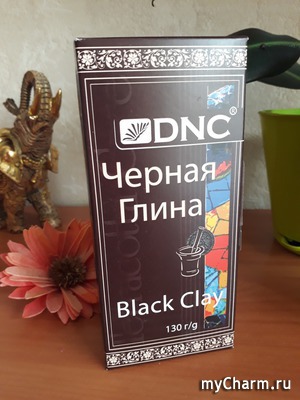 DNC®
Черная
Глина
Black Clay
130 г/g
myCharm.ru